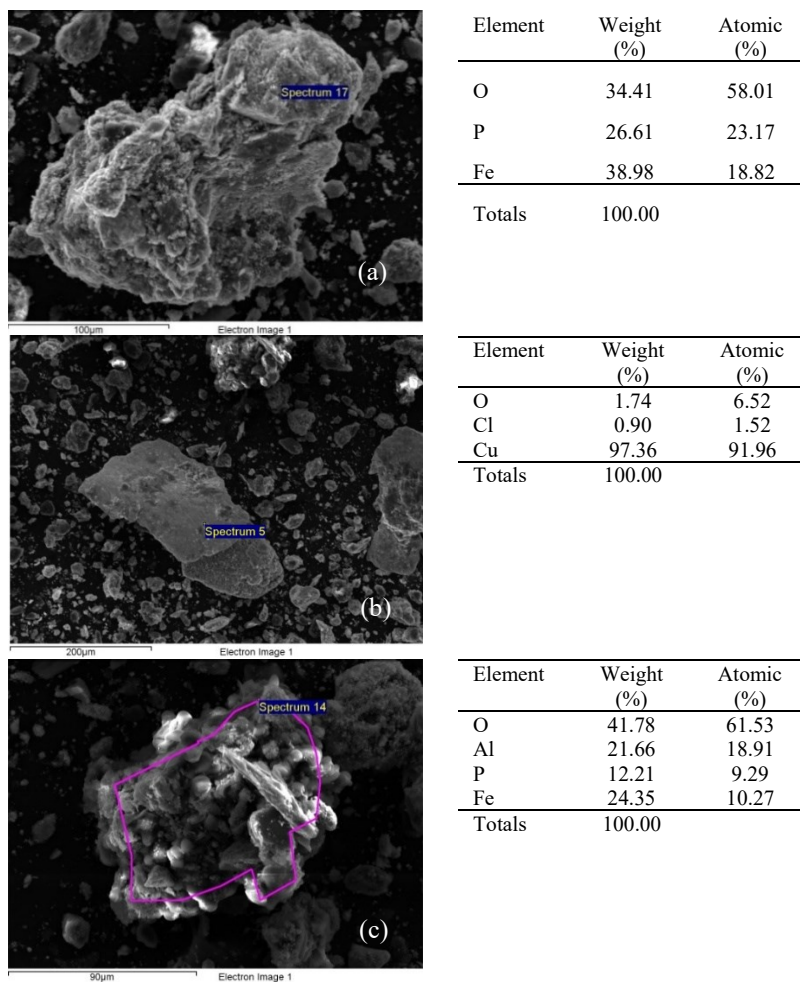 Spectrum 17
(a)
100µm Electron Image 1
Element Weight (%) Atomic (%)
O 34.41 58.01
P 26.61 23.17
Fe 38.98 18.82
Totals 100.00
Spectrum 5
(b)
200µm Electron Image 1
Element Weight (%) Atomic (%)
O 1.74 6.52
Cl 0.90 1.52
Cu 97.36 91.96
Totals 100.00
Spectrum 14
(c)
90µm Electron Image 1
Element Weight (%) Atomic (%)
O 41.78 61.53
Al 21.66 18.91
P 12.21 9.29
Fe 24.35 10.27
Totals 100.00